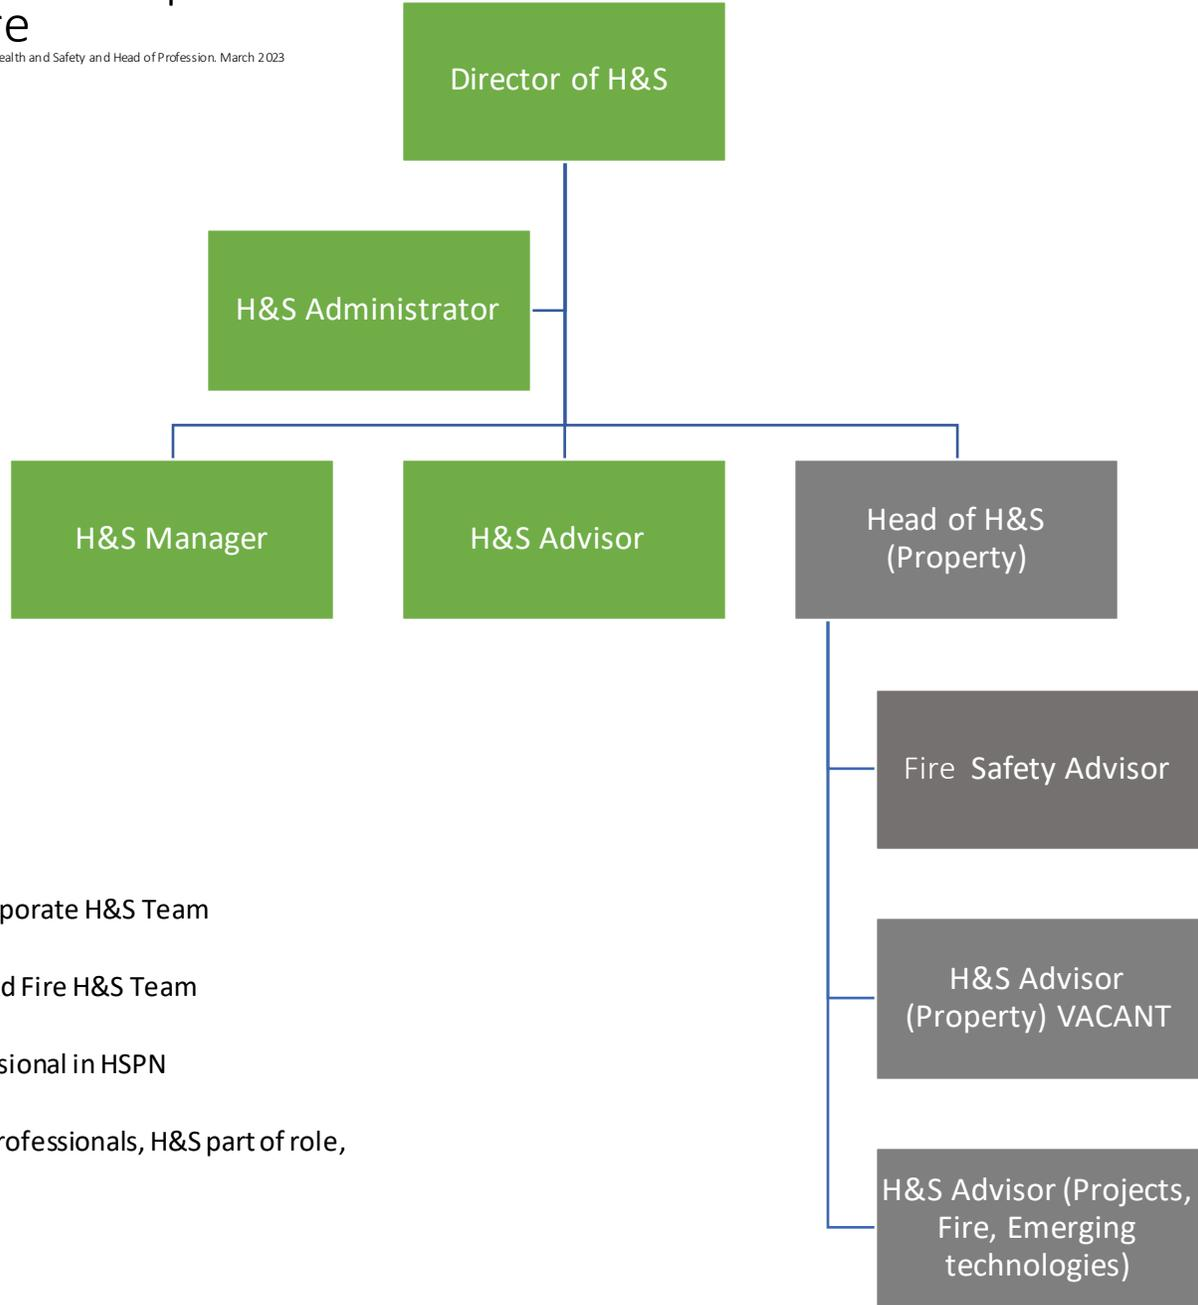 re
ealth and Safety and Head of Profession. March 2023
Director of H&S
H&S Administrator
H&S Manager
H&S Advisor
Head of H&S
(Property)
Fire  Safety Advisor
porate H&S Team
d Fire H&S Team
H&S Advisor
(Property) VACANT
sional in HSPN
rofessionals, H&S part of role,
H&S Advisor (Projects,
Fire, Emerging
technologies)